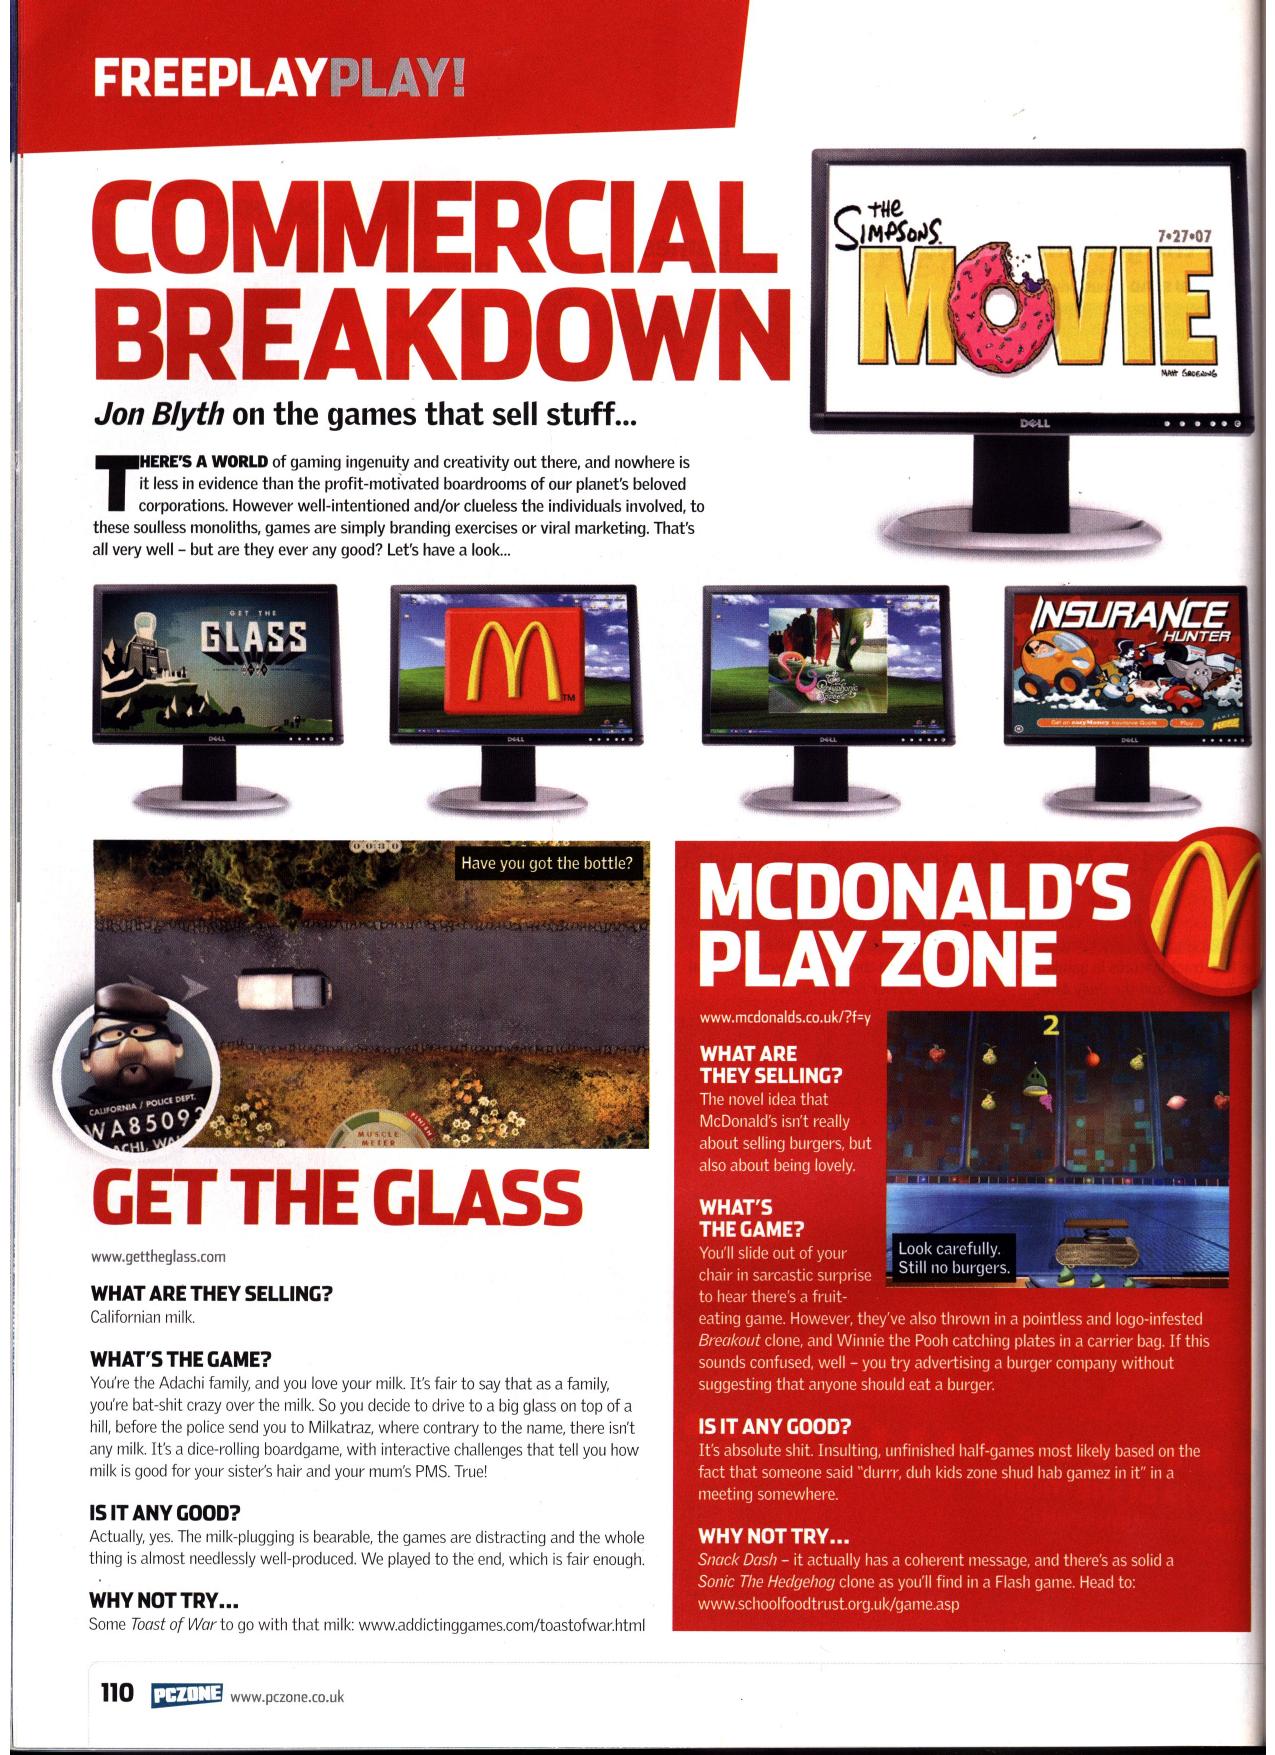 FREEPLAYPLAY!
COMMERCIAL
BREAKDOWN
Jon Blyth on the games that sell stuff...
THERE'S A WORLD of gaming ingenuity and creativity out there, and nowhere is
it less in evidence than the profit-motivated boardrooms of our planet's beloved
corporations. However well-intentioned and/or clueless the individuals involved, to
these soulless monoliths, games are simply branding exercises or viral marketing. That's
all very well – but are they ever any good? Let's have a look...
THE
SIMPSONS
7•27•07
MOVIE
MATT GROENING
DELL
GET THE
GLASS
DELL
M
TM
DELL
DELL
INSURANCE
HUNTER
Get an eazyMoney Insurance Quote
Play
DELL
00:30
Have you got the bottle?
CALIFORNIA / POLICE DEPT.
WA85093
MUSCLE
METER
FINISH
GET THE GLASS
www.gettheglass.com
WHAT ARE THEY SELLING?
Californian milk.
WHAT'S THE GAME?
You're the Adachi family, and you love your milk. It's fair to say that as a family,
you're bat-shit crazy over the milk. So you decide to drive to a big glass on top of a
hill, before the police send you to Milkatraz, where contrary to the name, there isn't
any milk. It's a dice-rolling boardgame, with interactive challenges that tell you how
milk is good for your sister's hair and your mum's PMS. True!
IS IT ANY GOOD?
Actually, yes. The milk-plugging is bearable, the games are distracting and the whole
thing is almost needlessly well-produced. We played to the end, which is fair enough.
WHY NOT TRY...
Some Toast of War to go with that milk: www.addictinggames.com/toastofwar.html
MCDONALD'S
PLAY ZONE
www.mcdonalds.co.uk/?f=y
2
WHAT ARE
THEY SELLING?
The novel idea that
McDonald's isn't really
about selling burgers, but
also about being lovely.
WHAT'S
THE GAME?
You'll slide out of your
chair in sarcastic surprise
to hear there's a fruit-
eating game. However, they've also thrown in a pointless and logo-infested
Breakout clone, and Winnie the Pooh catching plates in a carrier bag. If this
sounds confused, well – you try advertising a burger company without
suggesting that anyone should eat a burger.
Look carefully.
Still no burgers.
IS IT ANY GOOD?
It's absolute shit. Insulting, unfinished half-games most likely based on the
fact that someone said "durrr, duh kids zone shud hab gamez in it" in a
meeting somewhere.
WHY NOT TRY...
Snack Dash – it actually has a coherent message, and there's as solid a
Sonic The Hedgehog clone as you'll find in a Flash game. Head to:
www.schoolfoodtrust.org.uk/game.asp
110 PCZONE www.pczone.co.uk